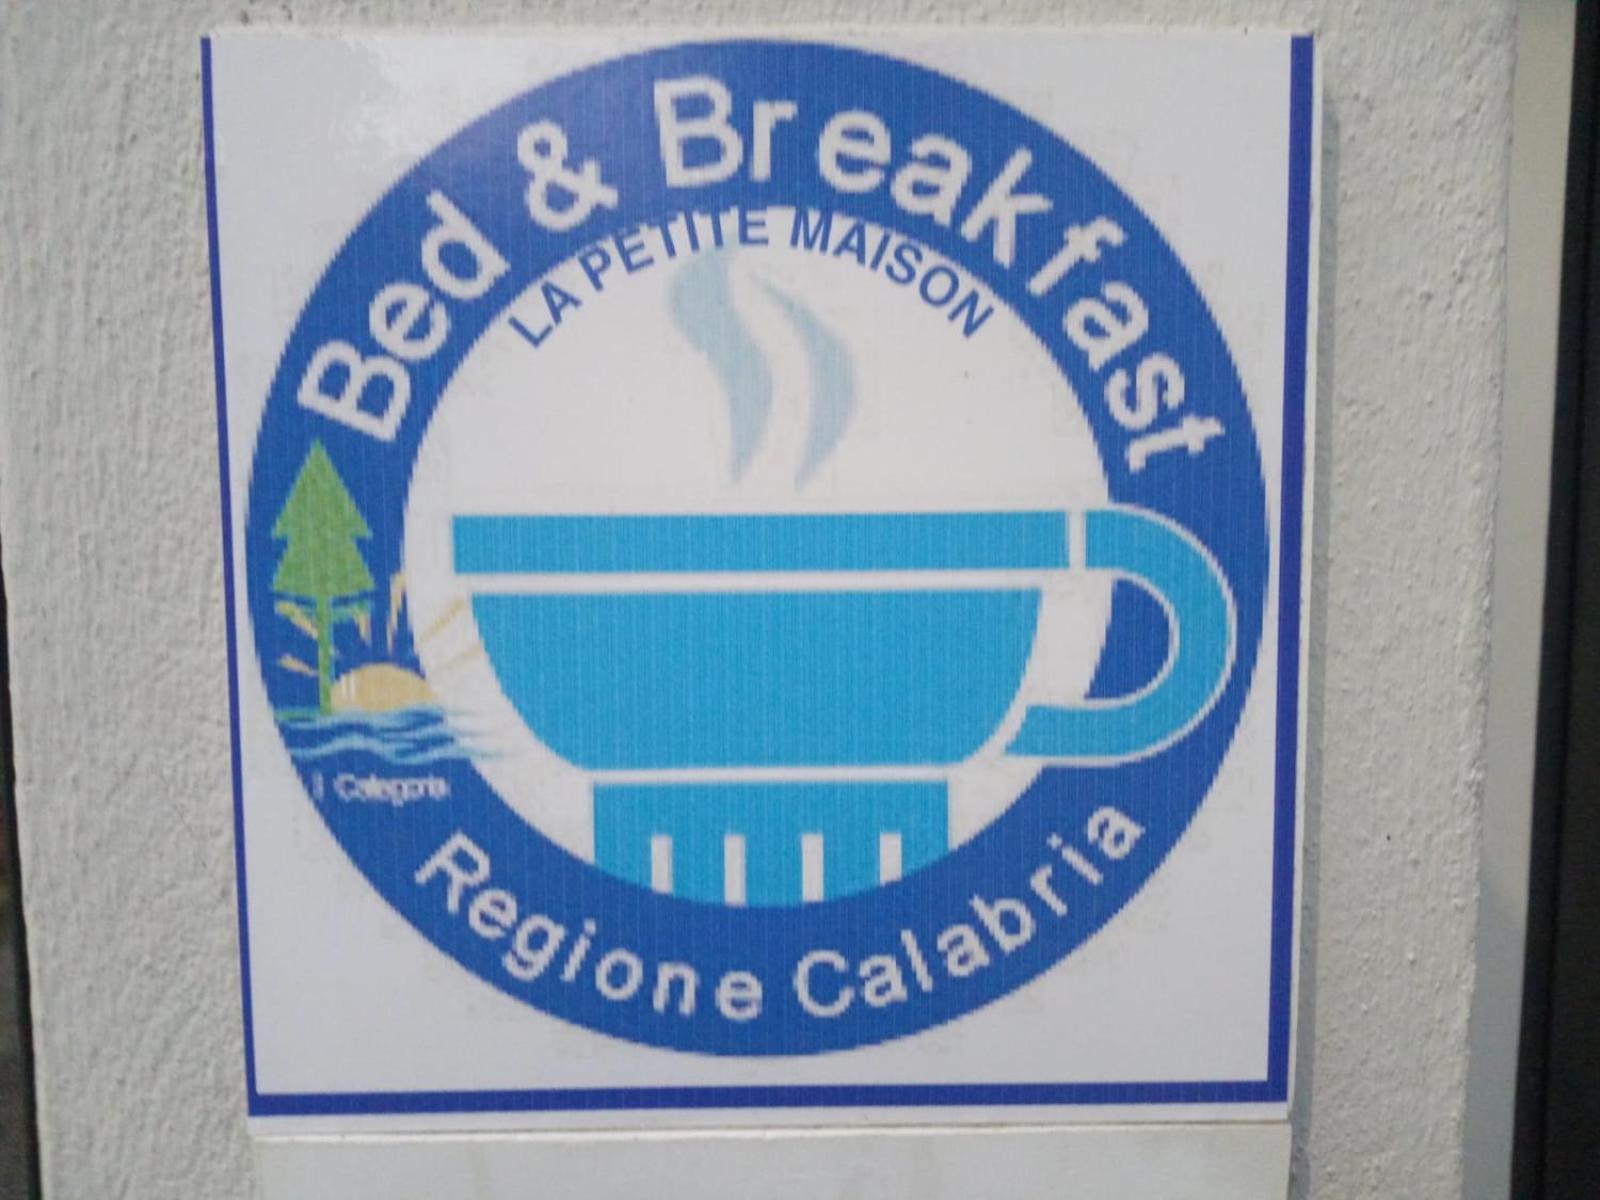 Bed & Breakfast
LA PETITE MAISON
I Categoria
Regione Calabria